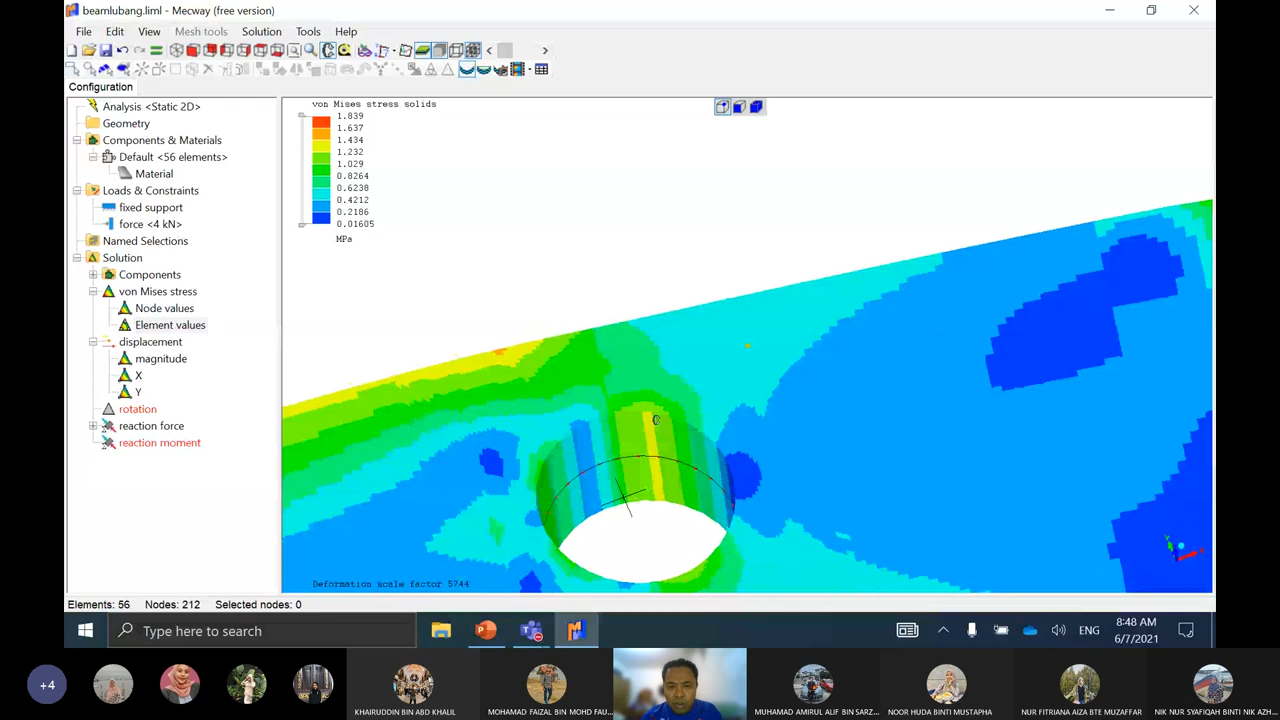 beamlubang.liml - Mecway (free version)
File Edit View Mesh tools Solution Tools Help
Configuration
Analysis <Static 2D>
Geometry
Components & Materials
Default <56 elements>
Material
Loads & Constraints
fixed support
force <4 kN>
Named Selections
Solution
Components
von Mises stress
Node values
Element values
displacement
magnitude
X
Y
rotation
reaction force
reaction moment
von Mises stress solids
1.839
1.637
1.434
1.232
1.029
0.8264
0.6238
0.4212
0.2186
0.01605
MPa
Deformation scale factor 5744
Elements: 56 Nodes: 212 Selected nodes: 0
Type here to search
ENG
8:48 AM
6/7/2021
+4
KHAIRUDDIN BIN ABD KHALIL
MOHAMAD FAIZAL BIN MOHD FAU...
MUHAMAD AMIRUL ALIF BIN SARZ...
NOOR HUDA BINTI MUSTAPHA
NUR FITRIANA AIZA BTE MUZAFFAR
NIK NUR SYAFIQAH BINTI NIK AZH...